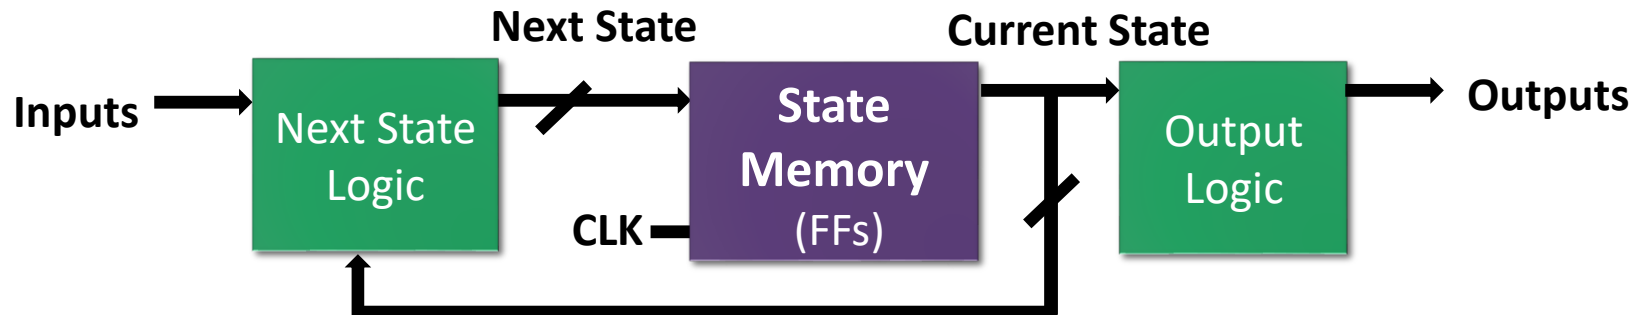 Next State
Current State
Inputs
Next State
Logic
State
Memory
(FFs)
CLK
Output
Logic
Outputs